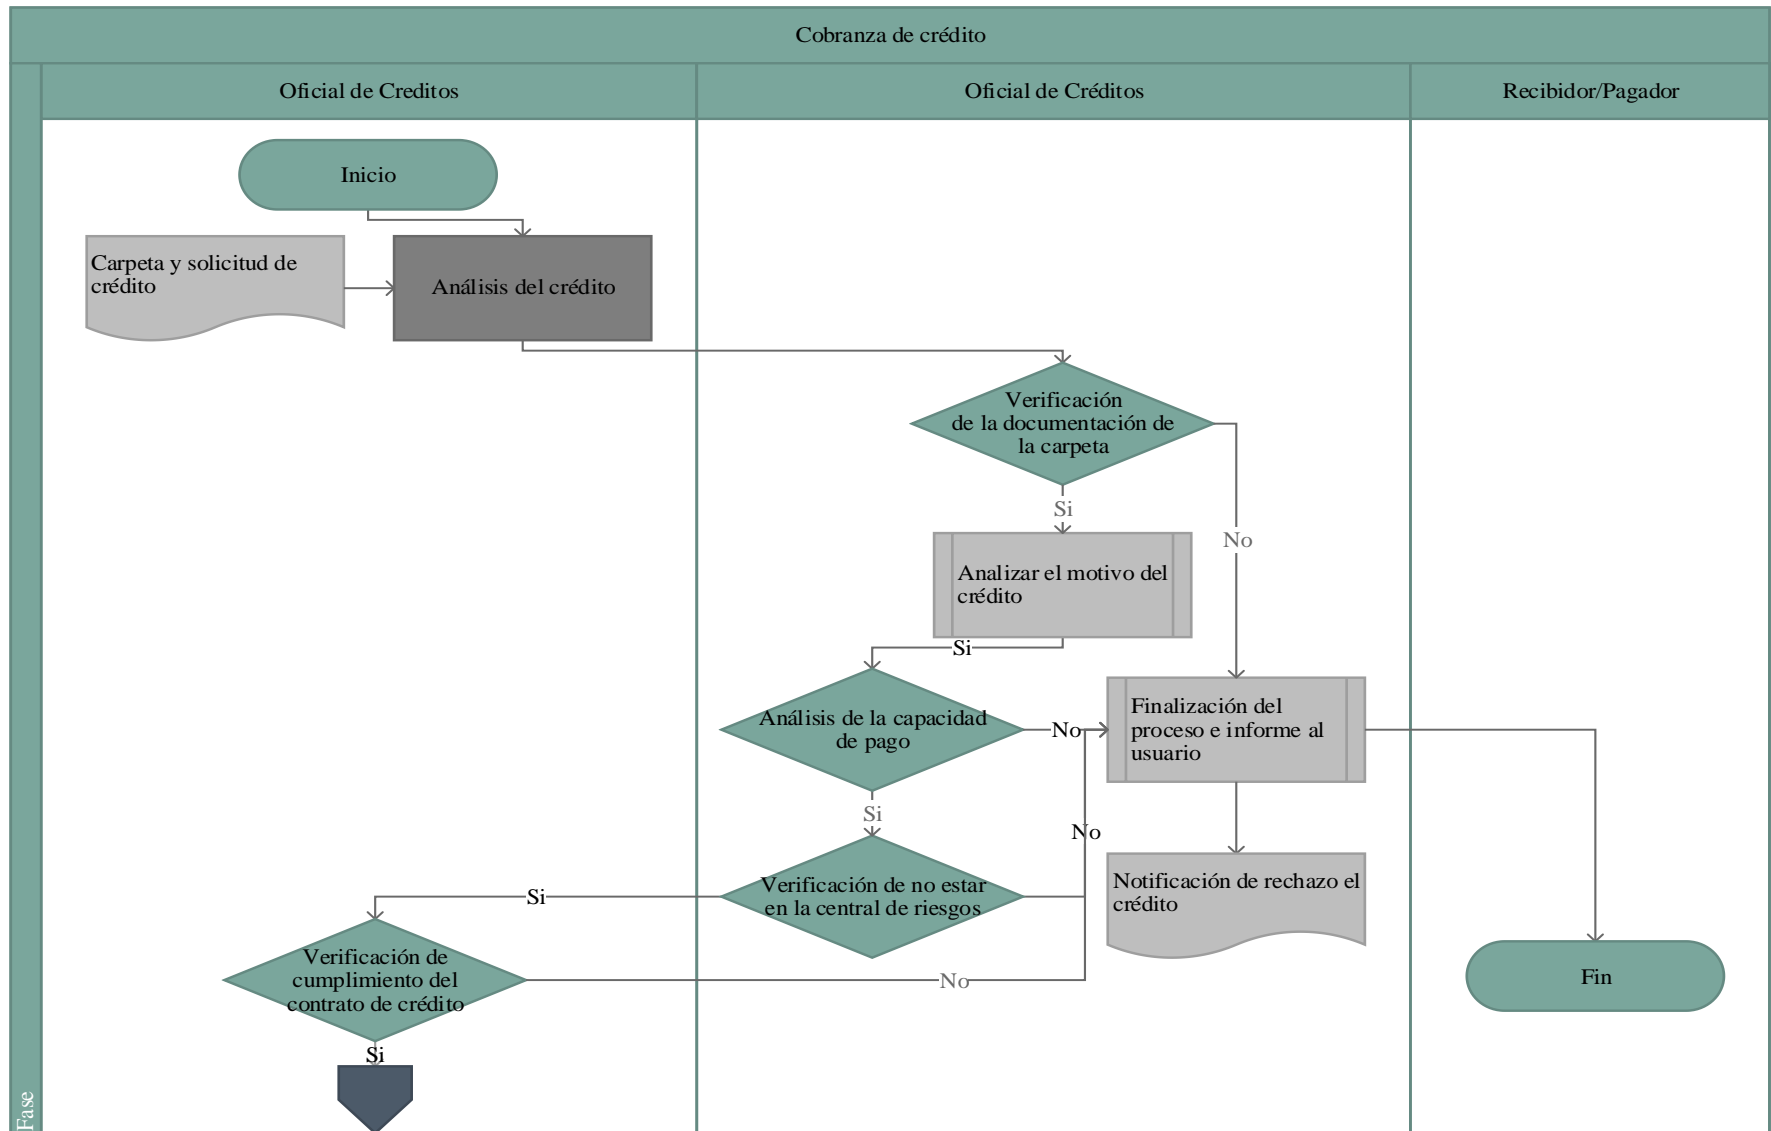 Cobranza de crédito
Oficial de Creditos
Oficial de Créditos
Recibidor/Pagador
Inicio
Carpeta y solicitud de
crédito
Análisis del crédito
Verificación
de la documentación de
la carpeta
Si
No
Analizar el motivo del
crédito
Si
Análisis de la capacidad
de pago
No
Finalización del
proceso e informe al
usuario
Si
No
Verificación de no estar
en la central de riesgos
Si
Notificación de rechazo el
crédito
Verificación de
cumplimiento del
contrato de crédito
No
Fin
Si
Fase